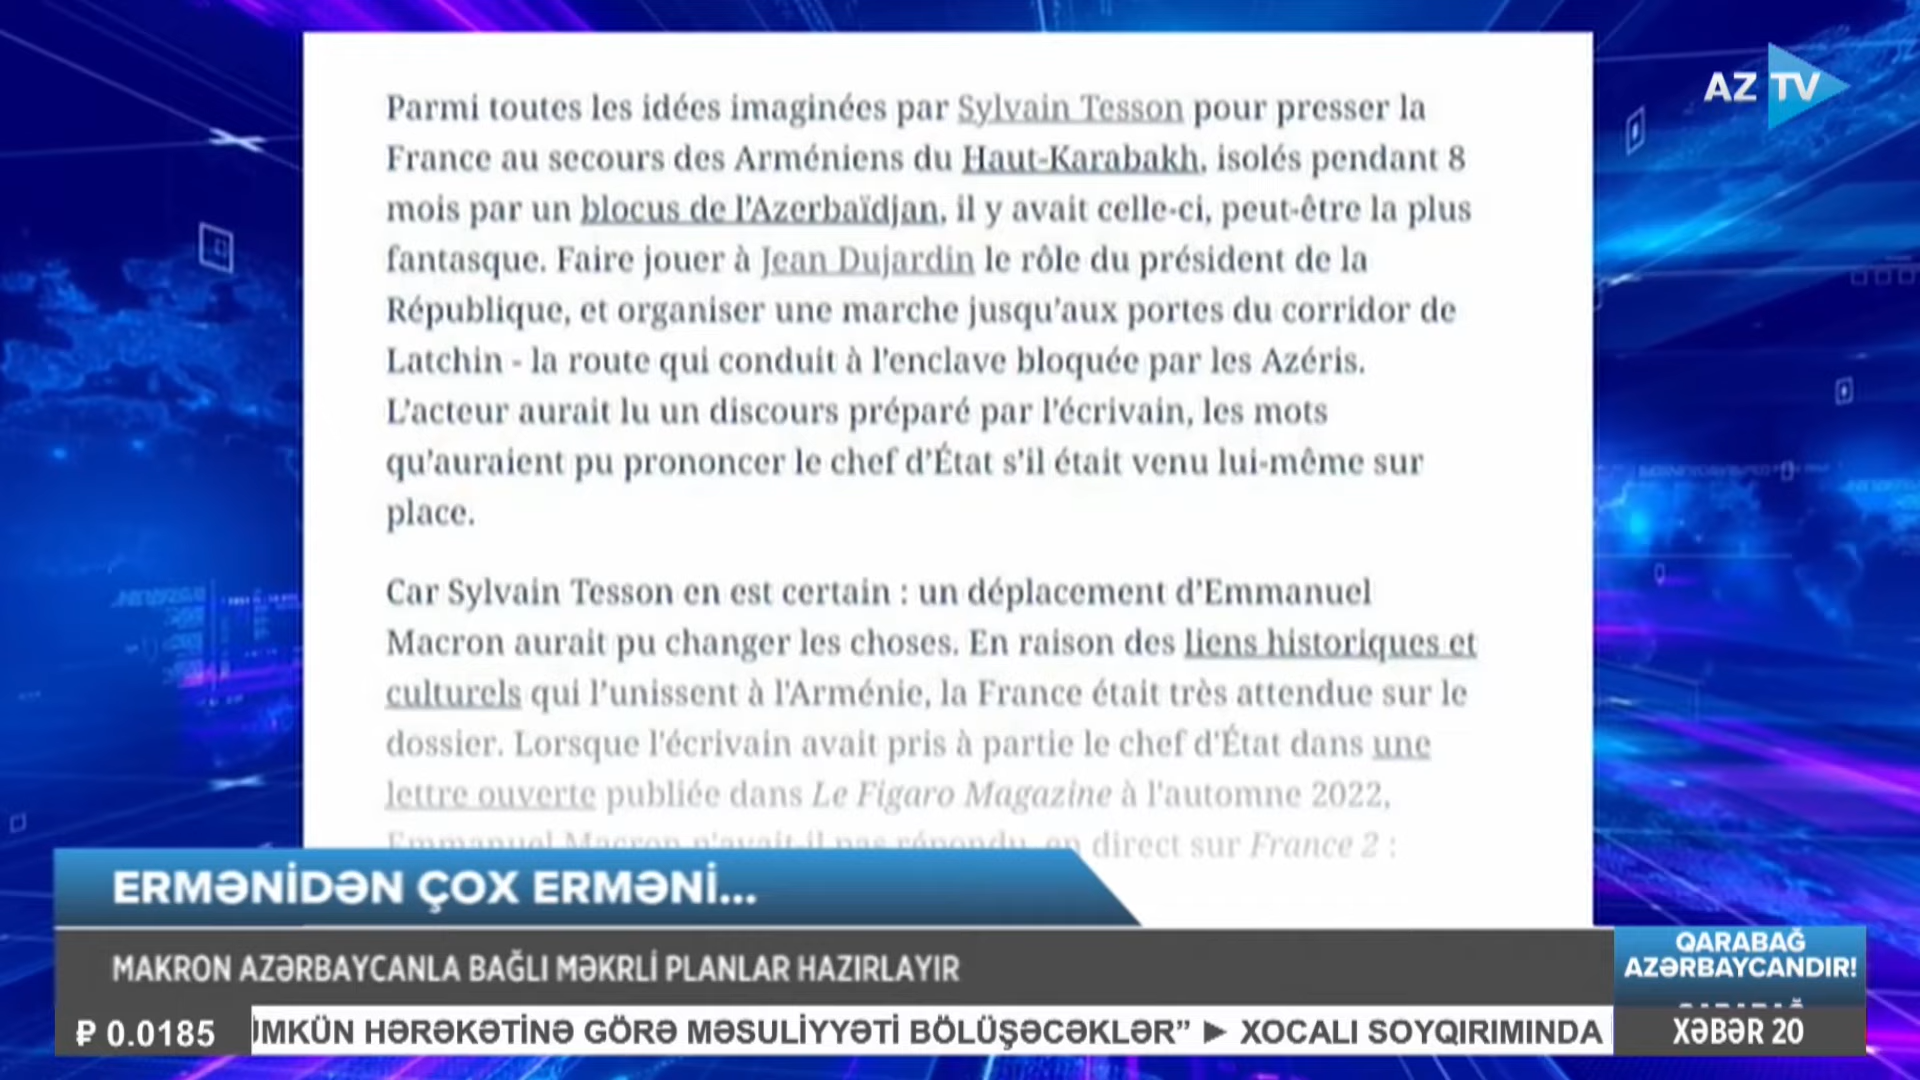 AZ TV
Parmi toutes les idées imaginées par Sylvain Tesson pour presser la
France au secours des Arméniens du Haut-Karabakh, isolés pendant 8
mois par un blocus de l'Azerbaïdjan, il y avait celle-ci, peut-être la plus
fantasque. Faire jouer à Jean Dujardin le rôle du président de la
République, et organiser une marche jusqu'aux portes du corridor de
Latchin - la route qui conduit à l'enclave bloquée par les Azéris.
L'acteur aurait lu un discours préparé par l'écrivain, les mots
qu'auraient pu prononcer le chef d'État s'il était venu lui-même sur
place.
Car Sylvain Tesson en est certain : un déplacement d'Emmanuel
Macron aurait pu changer les choses. En raison des liens historiques et
culturels qui l'unissent à l'Arménie, la France était très attendue sur le
dossier. Lorsque l'écrivain avait pris à partie le chef d'État dans une
lettre ouverte publiée dans Le Figaro Magazine à l'automne 2022,
Emmanuel Macron n'avait-il pas répondu, en direct sur France 2 :
ERMƏNİDƏN ÇOX ERMƏNİ...
MAKRON AZƏRBAYCANLA BAĞLI MƏKRLİ PLANLAR HAZIRLAYIR
QARABAĞ
AZƏRBAYCANDIR!
₽ 0.0185
ÜMKÜN HƏRƏKƏTİNƏ GÖRƏ MƏSULİYYƏTİ BÖLÜŞƏCƏKLƏR” ► XOCALI SOYQIRIMINDA
XƏBƏR 20